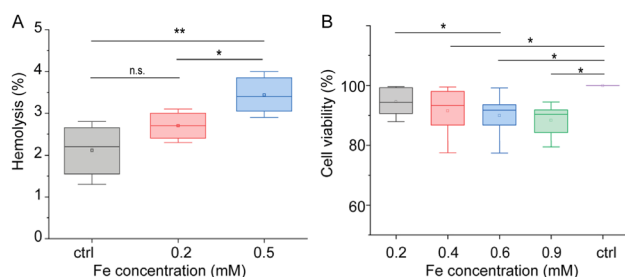 A
Hemolysis (%)
5
4
3
2
1
0
**
n.s.
*
ctrl
0.2
0.5
Fe concentration (mM)
B
Cell viability (%)
100
80
60
*
*
*
*
0.2
0.4
0.6
0.9
ctrl
Fe concentration (mM)